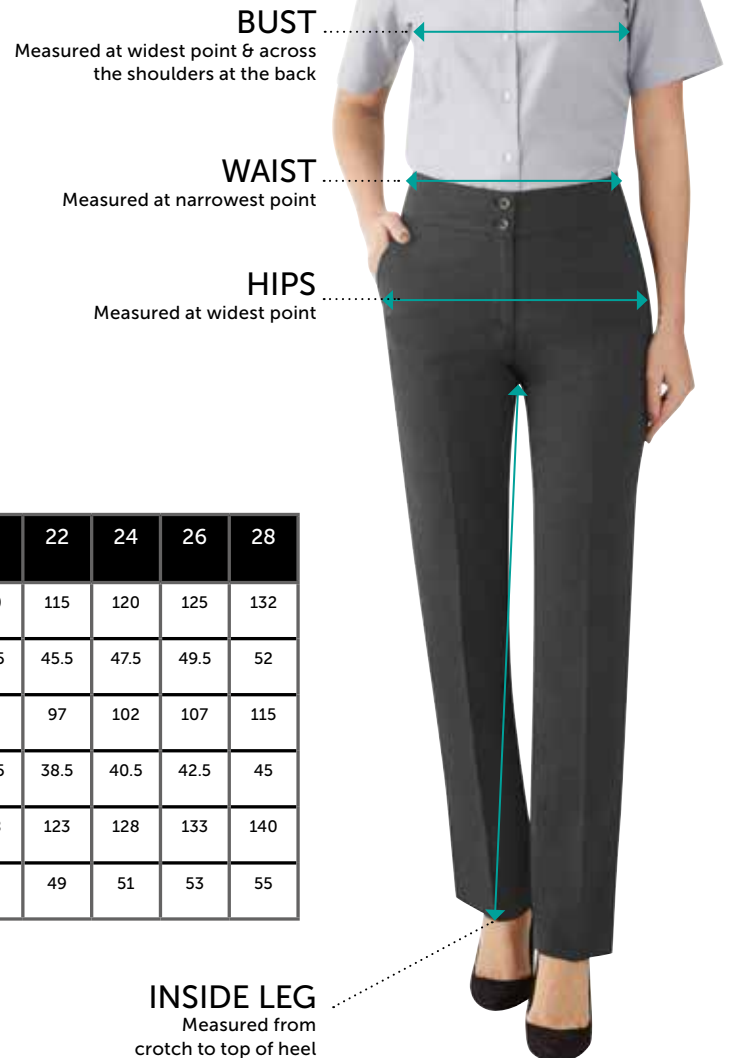 BUST
Measured at widest point & across
the shoulders at the back
WAIST
Measured at narrowest point
HIPS
Measured at widest point
22 24 26 28
115 120 125 132
45.5 47.5 49.5 52
97 102 107 115
38.5 40.5 42.5 45
123 128 133 140
49 51 53 55
INSIDE LEG
Measured from
crotch to top of heel